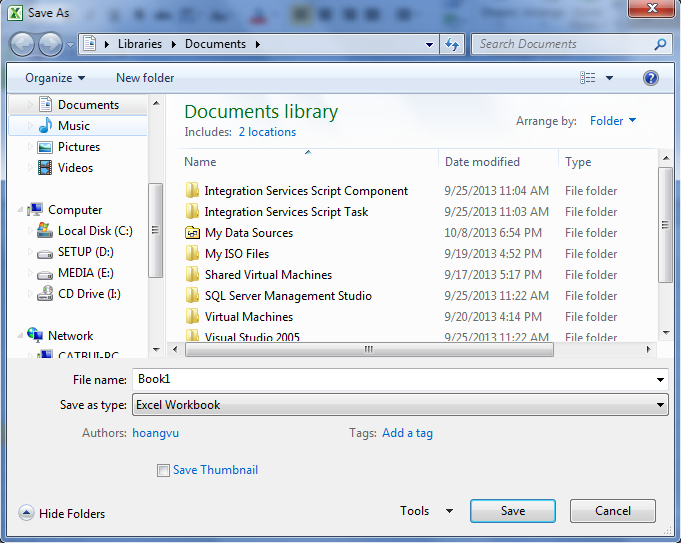 Save As
Libraries ▸ Documents ▸
Search Documents
Organize
New folder
Documents
Music
Pictures
Videos
Computer
Local Disk (C:)
SETUP (D:)
MEDIA (E:)
CD Drive (I:)
Network
CATBUI-PC
Documents library
Includes: 2 locations
Arrange by: Folder
Name Date modified Type
Integration Services Script Component 9/25/2013 11:04 AM File folder
Integration Services Script Task 9/25/2013 11:03 AM File folder
My Data Sources 10/8/2013 6:54 PM File folder
My ISO Files 9/19/2013 4:52 PM File folder
Shared Virtual Machines 9/17/2013 5:17 PM File folder
SQL Server Management Studio 9/25/2013 11:22 AM File folder
Virtual Machines 9/20/2013 4:14 PM File folder
Visual Studio 2005 9/25/2013 11:22 AM File folder
File name: Book1
Save as type: Excel Workbook
Authors: hoangvu
Tags: Add a tag
Save Thumbnail
Hide Folders
Tools
Save
Cancel